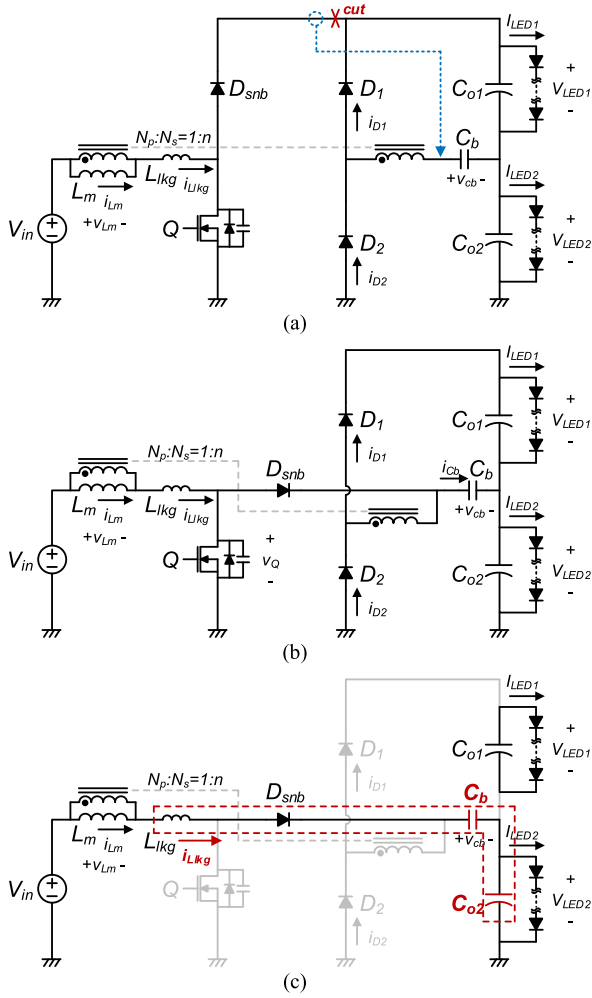 cut
I_LED1
D_snb
D_1
C_o1
+
V_LED1
-
i_D1
N_p:N_s=1:n
C_b
+v_cb-
L_m
i_Lm
L_lkg
i_Llkg
+v_Lm-
I_LED2
V_in
Q
D_2
C_o2
+
V_LED2
-
i_D2
(a)
I_LED1
D_1
C_o1
+
V_LED1
-
i_D1
N_p:N_s=1:n
D_snb
i_Cb
C_b
+v_cb-
L_m
i_Lm
L_lkg
i_Llkg
+v_Lm-
I_LED2
V_in
Q
+
v_Q
-
D_2
C_o2
+
V_LED2
-
i_D2
(b)
I_LED1
D_1
C_o1
+
V_LED1
-
i_D1
N_p:N_s=1:n
D_snb
C_b
+v_cb-
L_m
i_Lm
L_lkg
i_Llkg
+v_Lm-
I_LED2
V_in
Q
D_2
C_o2
+
V_LED2
-
i_D2
(c)